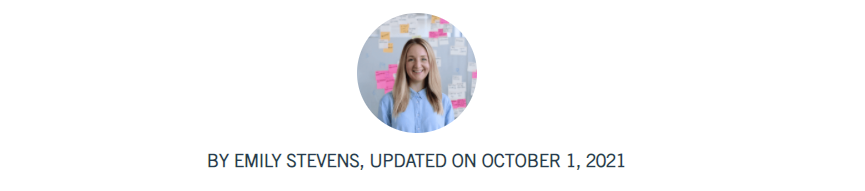 BY EMILY STEVENS, UPDATED ON OCTOBER 1, 2021